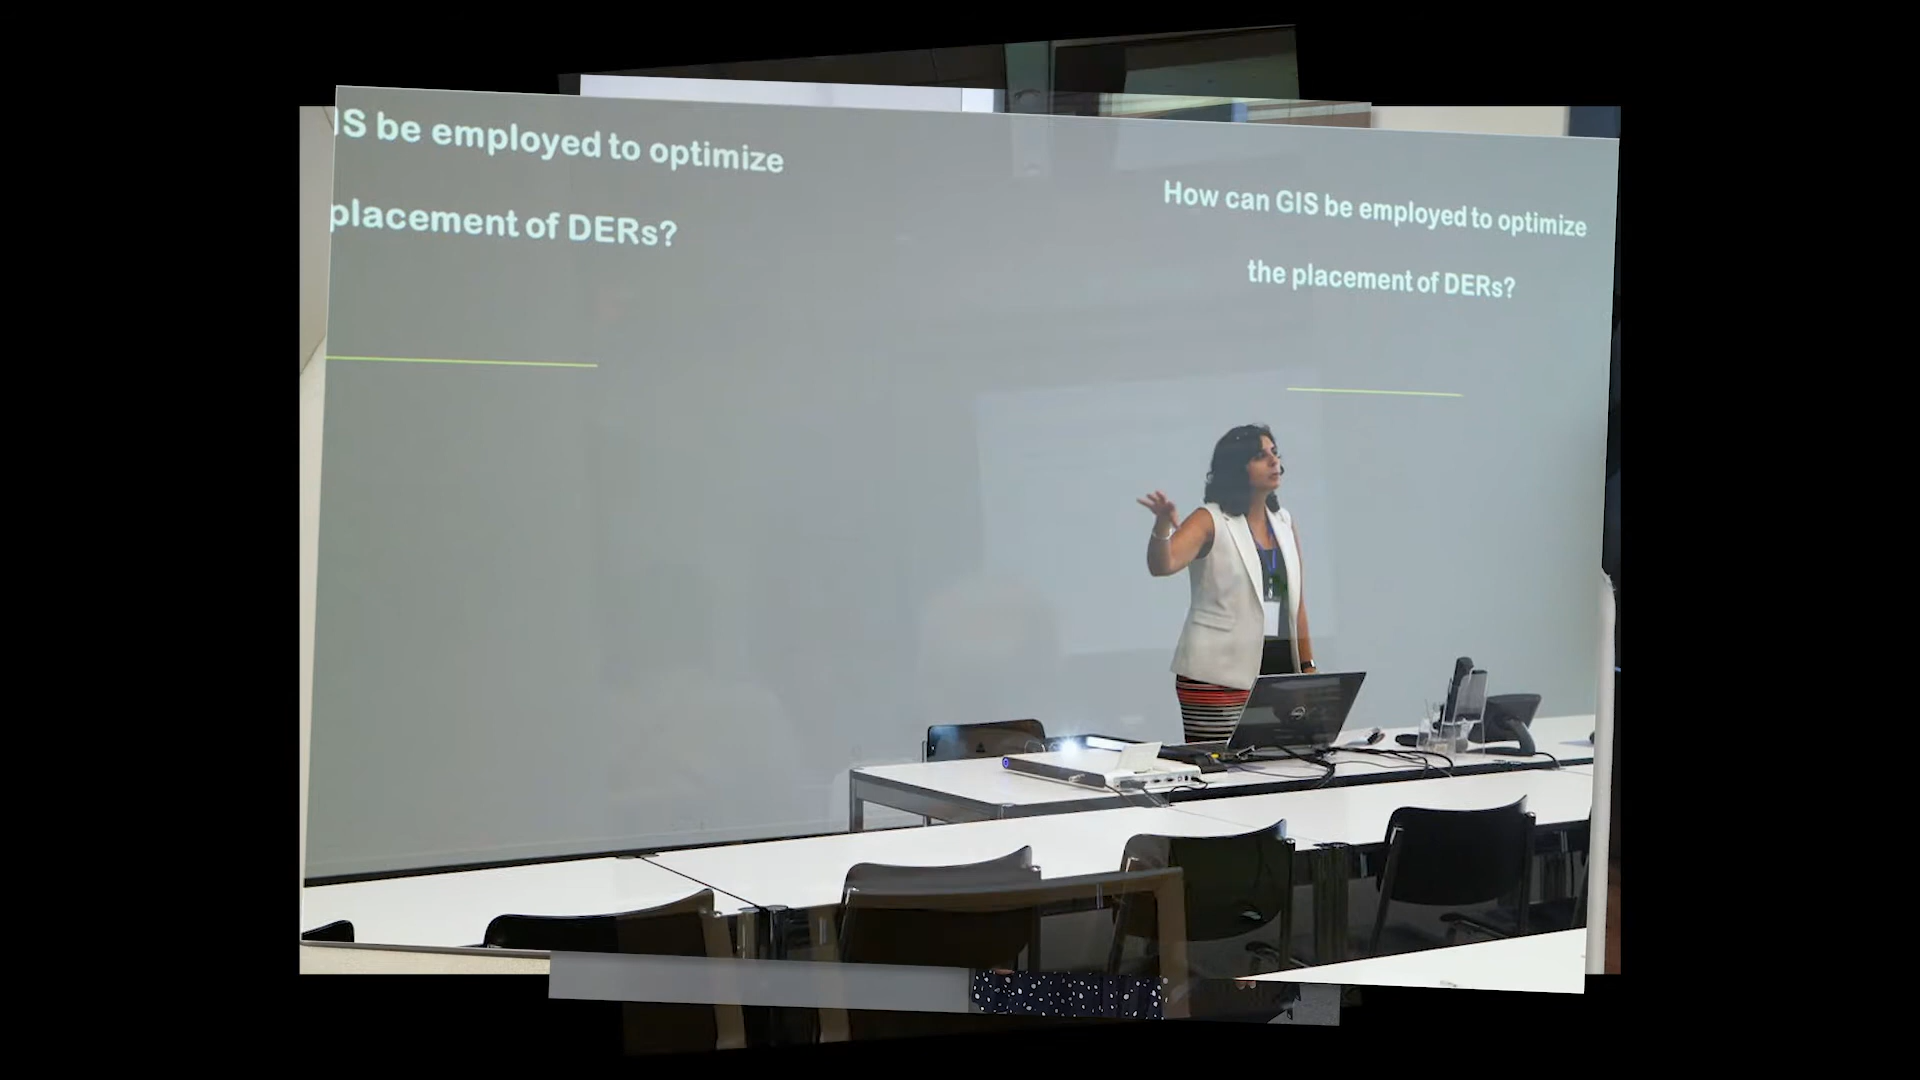 IS be employed to optimize
placement of DERs?
How can GIS be employed to optimize
the placement of DERs?